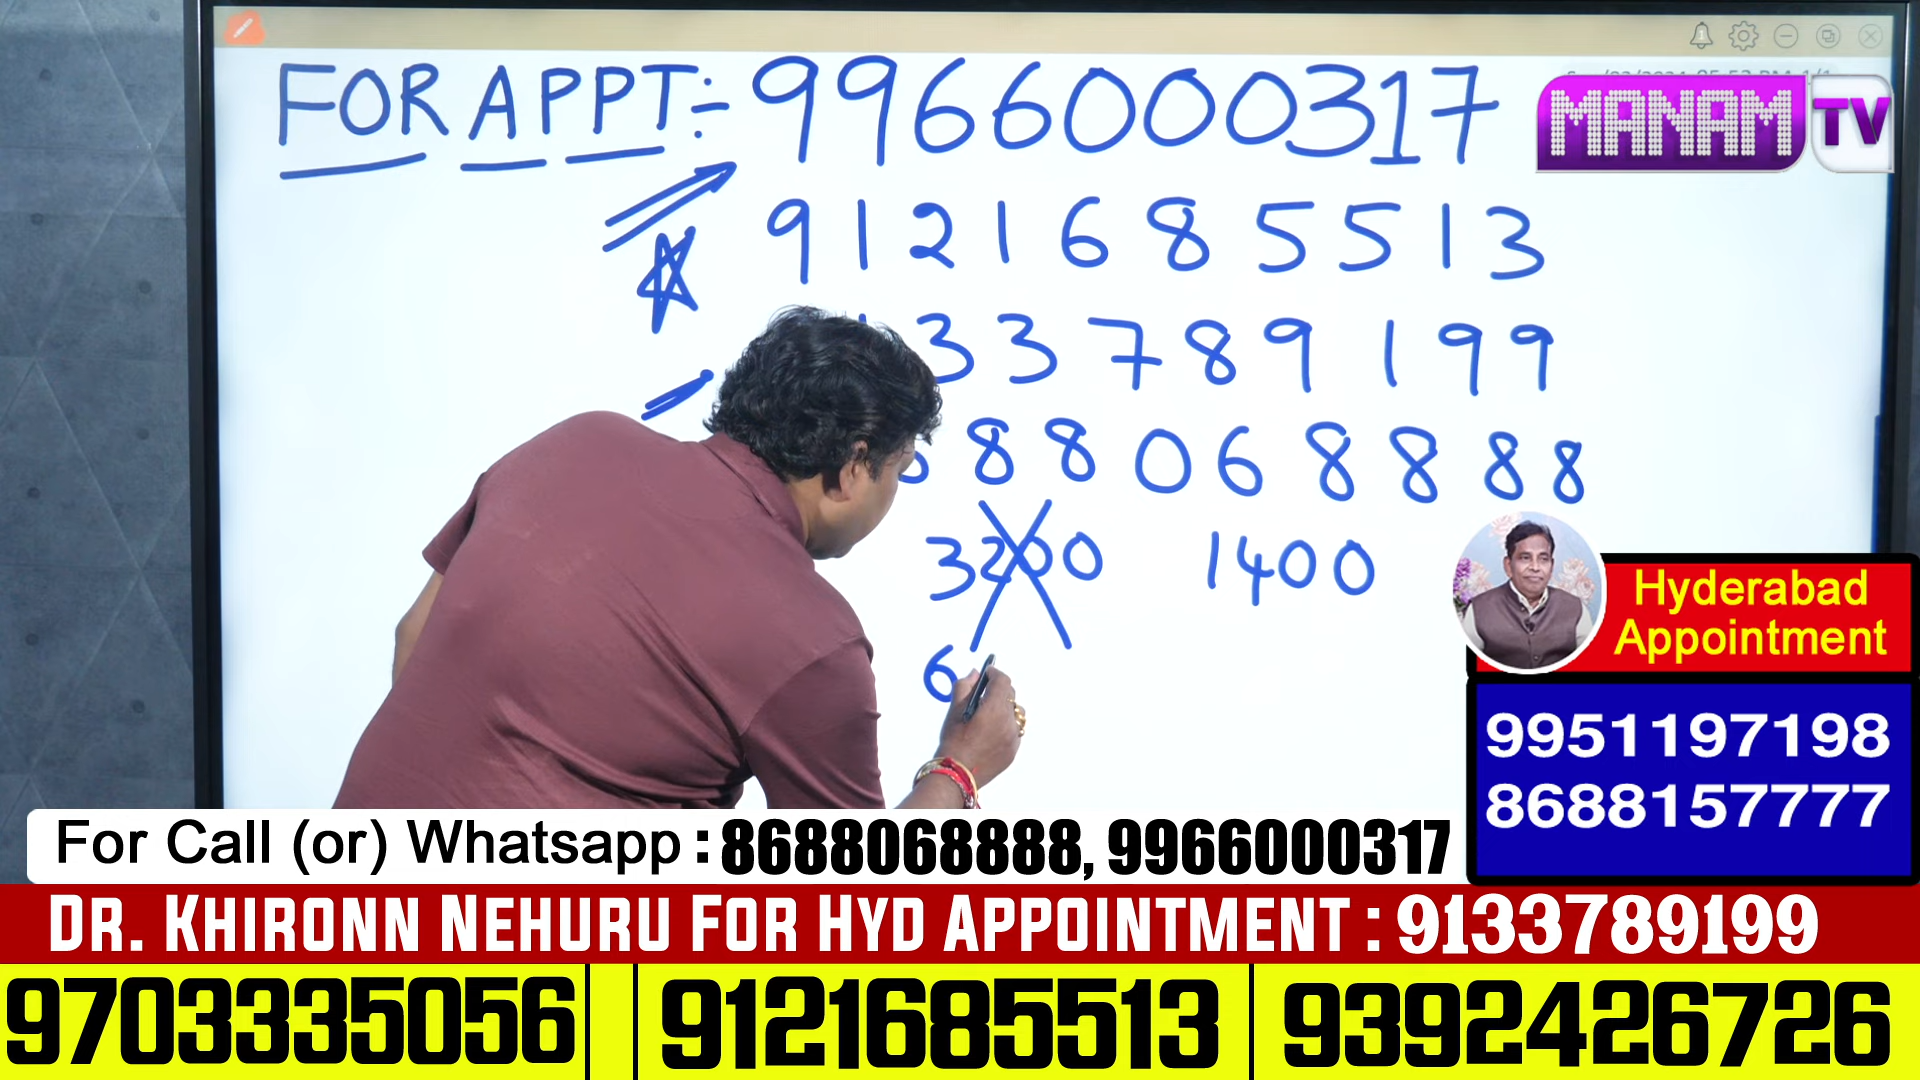 FOR APPT:- 9966000317
MANAM TV
9121685513
33789199
88068888
3200 1400
6
Hyderabad
Appointment
9951197198
8688157777
For Call (or) Whatsapp : 8688068888, 9966000317
DR. KHIRONN NEHURU FOR HYD APPOINTMENT : 9133789199
9703335056 9121685513 9392426726